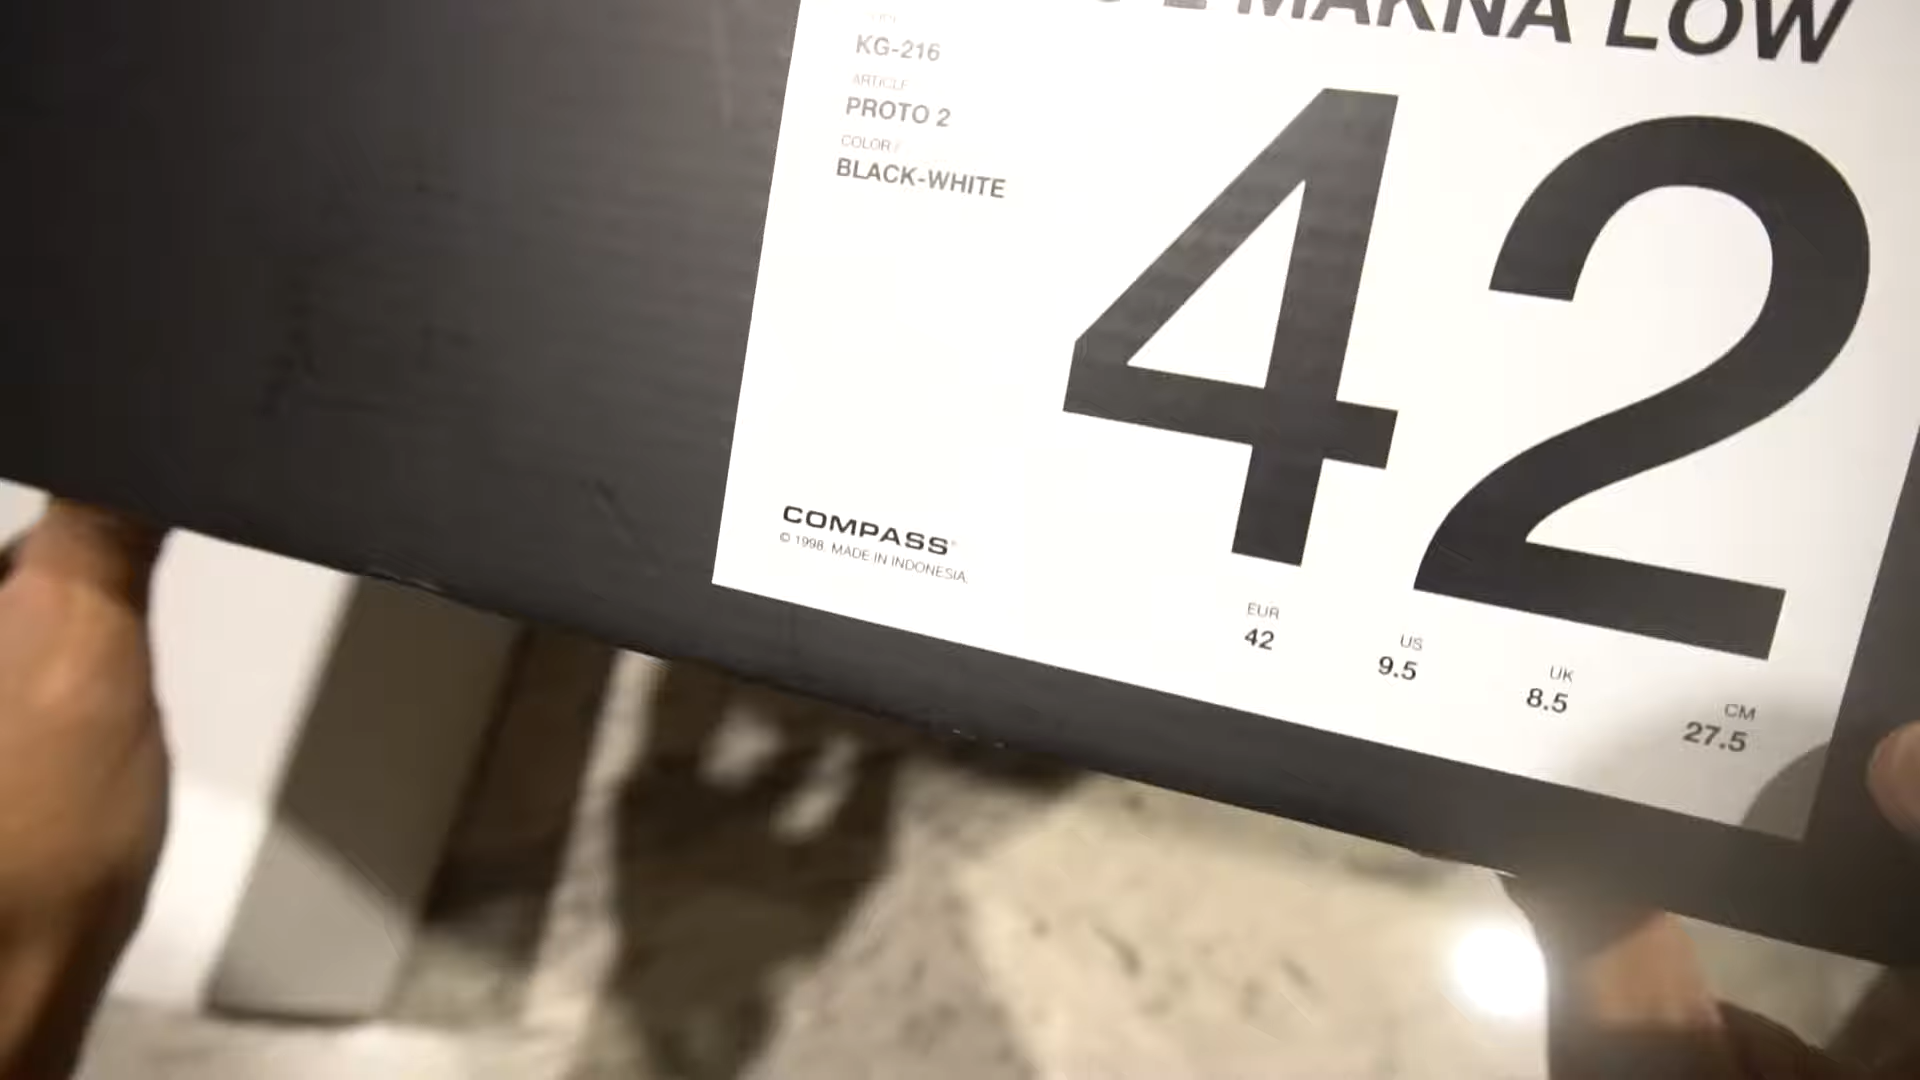 2 MAKNA LOW
KG-216
ARTICLE
PROTO 2
COLOR /
BLACK-WHITE
42
COMPASS
© 1998. MADE IN INDONESIA.
EUR
42
US
9.5
UK
8.5
CM
27.5